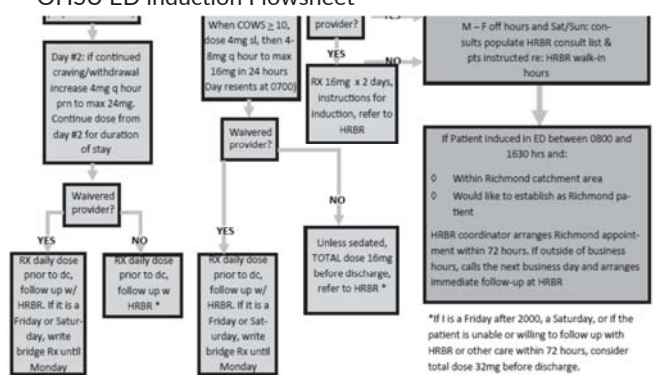 OHSU ED Induction Flowsheet
When COWS ≥ 10,
dose 4mg sl, then 4-
8mg q hour to max
16mg in 24 hours
Day resents at 0700)
provider?
YES
M – F off hours and Sat/Sun: con-
sults populate HRBR consult list &
pts instructed re: HRBR walk-in
hours
YES
NO
Day #2: if continued
craving/withdrawal
increase 4mg q hour
prn to max 24mg.
Continue dose from
day #2 for duration
of stay
RX 16mg x 2 days,
instructions for
induction, refer to
HRBR
Waivered
provider?
If Patient induced in ED between 0800 and
1630 hrs and:
◊ Within Richmond catchment area
◊ Would like to establish as Richmond pa-
tient
HRBR coordinator arranges Richmond appoint-
ment within 72 hours. If outside of business
hours, calls the next business day and arranges
immediate follow-up at HRBR
Waivered
provider?
NO
YES
NO
YES
Unless sedated,
TOTAL dose 16mg
before discharge,
refer to HRBR *
RX daily dose
prior to dc,
follow up w/
HRBR. If it is a
Friday or Satur-
day, write
bridge Rx until
Monday
RX daily dose
prior to dc,
follow up w
HRBR *
RX daily dose
prior to dc,
follow up w/
HRBR. If it is a
Friday or Sat-
urday, write
bridge Rx until
Monday
*If I is a Friday after 2000, a Saturday, or if the
patient is unable or willing to follow up with
HRBR or other care within 72 hours, consider
total dose 32mg before discharge.